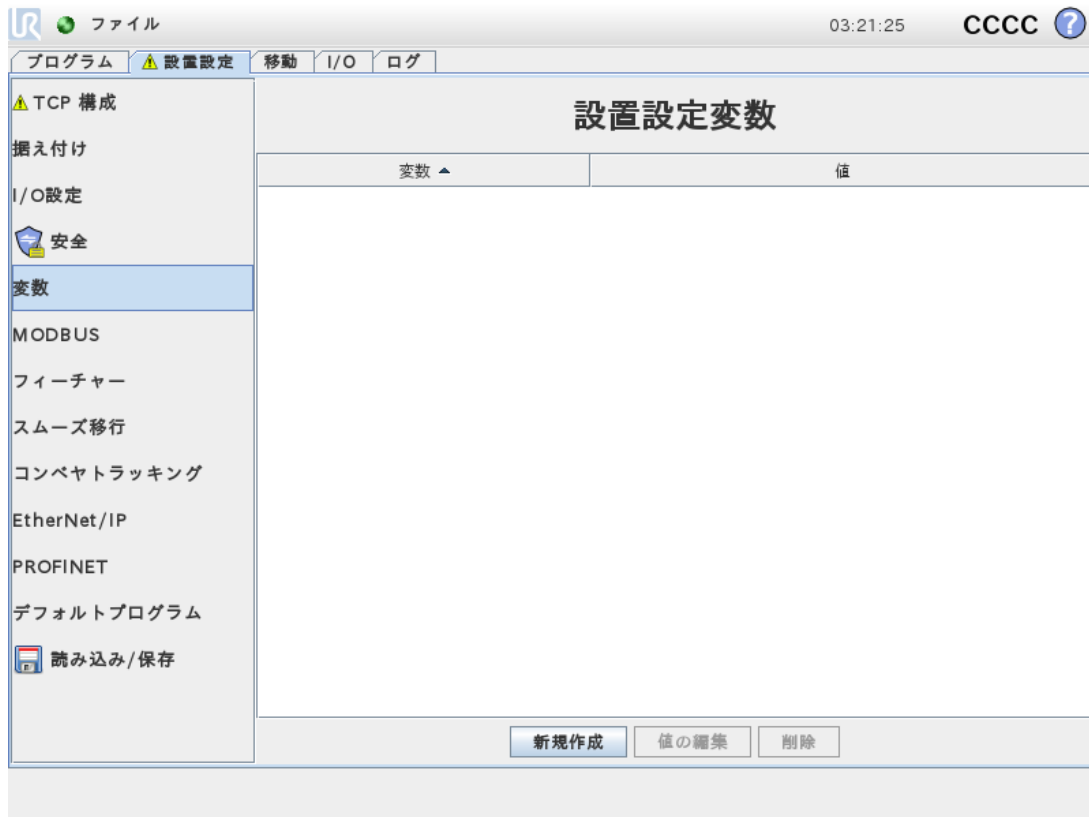 UR ファイル 03:21:25 CCCC ?
プログラム 設置設定 移動 I/O ログ
TCP 構成
据え付け
I/O設定
安全
変数
MODBUS
フィーチャー
スムーズ移行
コンベヤトラッキング
EtherNet/IP
PROFINET
デフォルトプログラム
読み込み/保存
設置設定変数
変数 値
新規作成 値の編集 削除